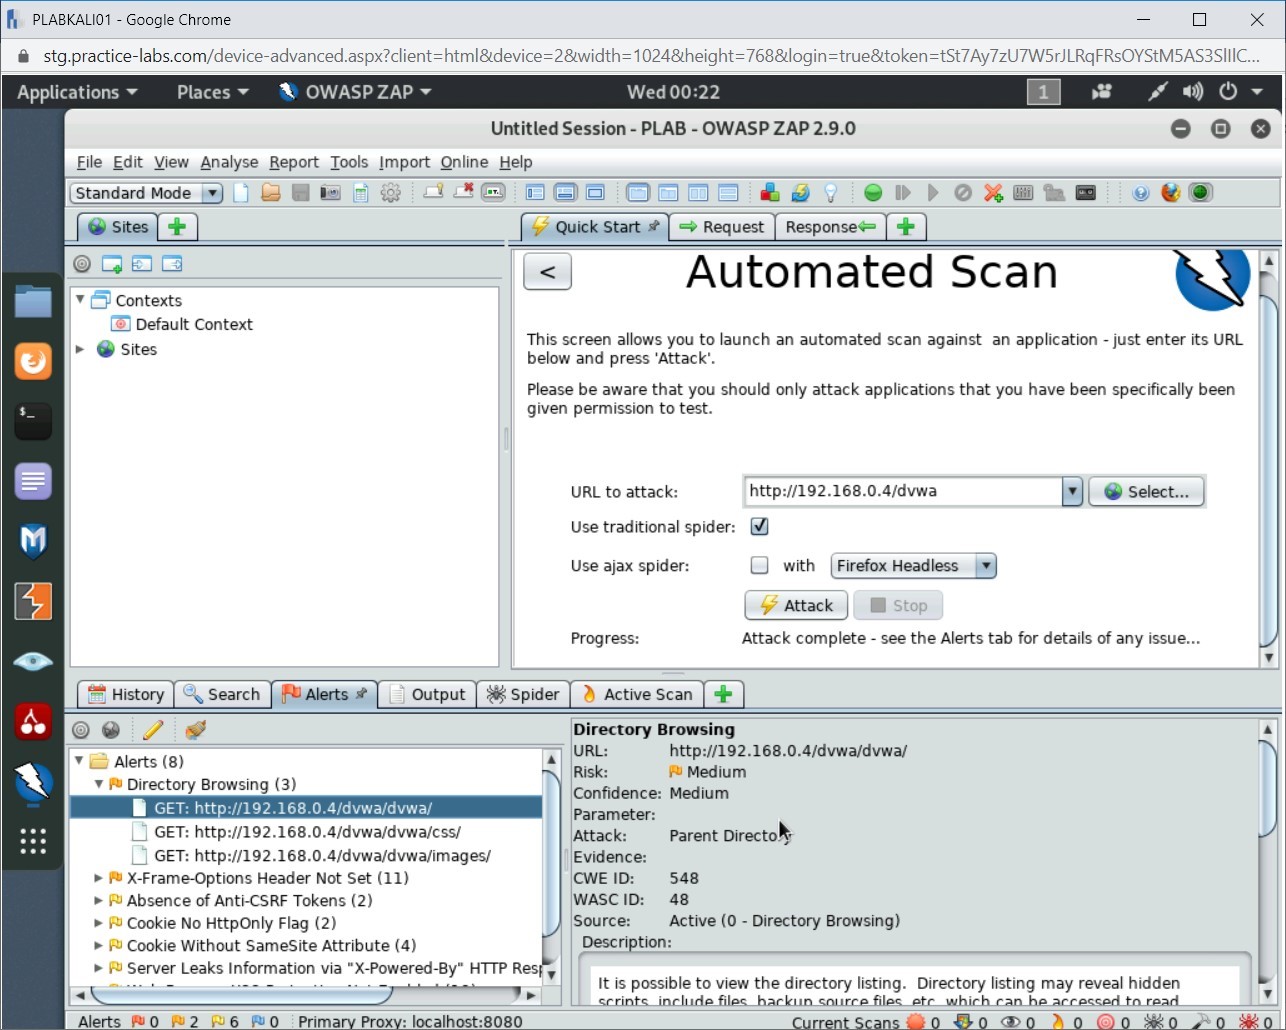 PLABKALI01 - Google Chrome
stg.practice-labs.com/device-advanced.aspx?client=html&device=2&width=1024&height=768&login=true&token=tSt7Ay7zU7W5rJLRqFRsOYStM5AS3SlIlC...
Applications Places OWASP ZAP Wed 00:22 1
Untitled Session - PLAB - OWASP ZAP 2.9.0
File Edit View Analyse Report Tools Import Online Help
Standard Mode
Sites
Quick Start Request Response
Contexts
Default Context
Sites
< Automated Scan
This screen allows you to launch an automated scan against an application - just enter its URL
below and press 'Attack'.
Please be aware that you should only attack applications that you have been specifically been
given permission to test.
URL to attack: http://192.168.0.4/dvwa Select...
Use traditional spider:
Use ajax spider: with Firefox Headless
Attack Stop
Progress: Attack complete - see the Alerts tab for details of any issue...
History Search Alerts Output Spider Active Scan
Alerts (8)
Directory Browsing (3)
GET: http://192.168.0.4/dvwa/dvwa/
GET: http://192.168.0.4/dvwa/dvwa/css/
GET: http://192.168.0.4/dvwa/dvwa/images/
X-Frame-Options Header Not Set (11)
Absence of Anti-CSRF Tokens (2)
Cookie No HttpOnly Flag (2)
Cookie Without SameSite Attribute (4)
Server Leaks Information via "X-Powered-By" HTTP Resp
Directory Browsing
URL: http://192.168.0.4/dvwa/dvwa/
Risk: Medium
Confidence: Medium
Parameter:
Attack: Parent Directory
Evidence:
CWE ID: 548
WASC ID: 48
Source: Active (0 - Directory Browsing)
Description:
It is possible to view the directory listing. Directory listing may reveal hidden
scripts, include files, backup source files, etc. which can be accessed to read
Alerts 0 2 6 0 Primary Proxy: localhost:8080 Current Scans 0 0 0 0 0 0 0 0